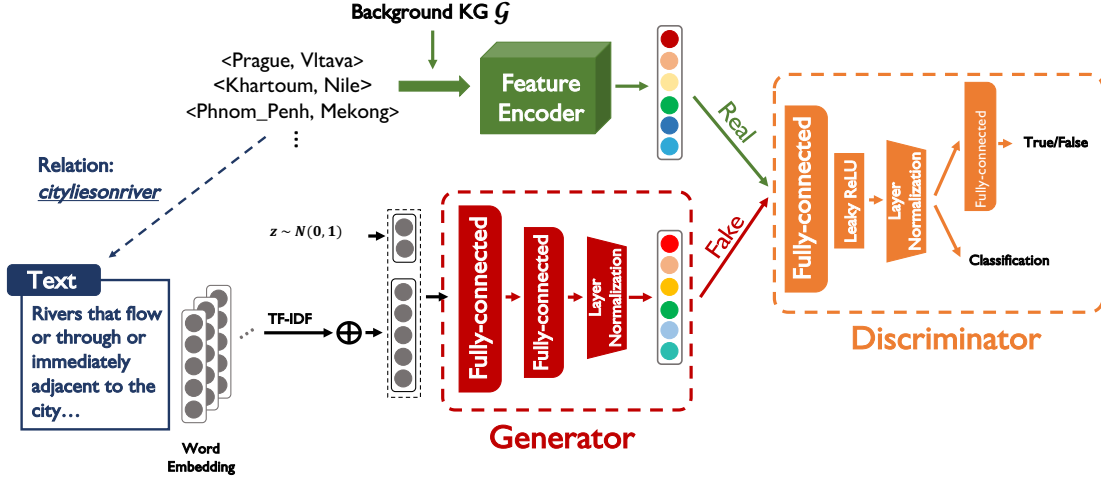 Background KG 𝒢
<Prague, Vltava>
<Khartoum, Nile>
<Phnom_Penh, Mekong>
⋮
Feature
Encoder
Relation:
cityliesonriver
Text
Rivers that flow
or through or
immediately
adjacent to the
city…
Word
Embedding
TF-IDF
z ~ N(0, 1)
Fully-connected
Fully-connected
Layer
Normalization
Generator
Real
Fake
Fully-connected
Leaky ReLU
Layer
Normalization
Fully-connected
True/False
Classification
Discriminator